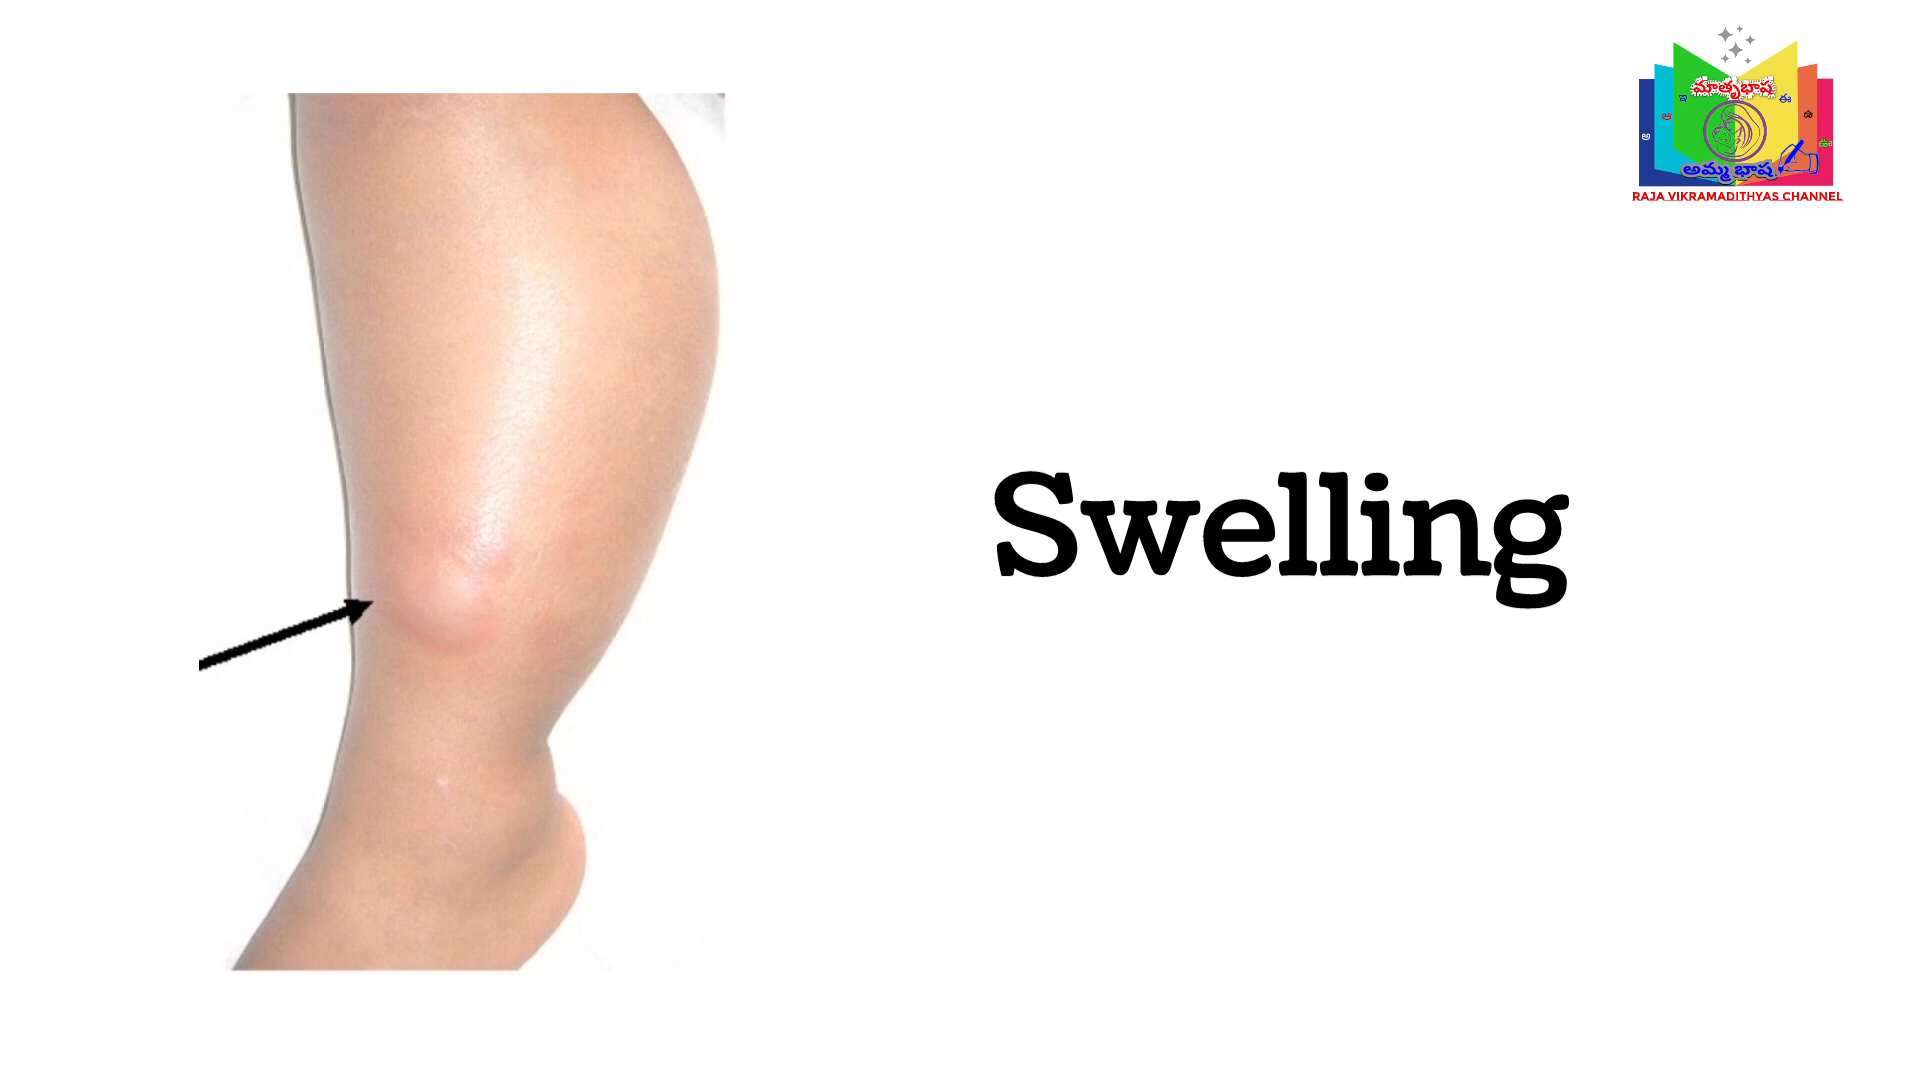 మాతృభాష
అ
ఆ
ఇ
ఈ
ఉ
ఊ
అమ్మ భాష
RAJA VIKRAMADITHYAS CHANNEL
Swelling